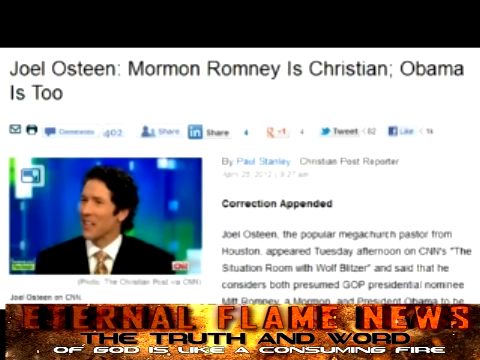 Joel Osteen: Mormon Romney Is Christian; Obama
Is Too
Comments 402
Share
in Share 4
+1 4
Tweet 82
Like 1k
By Paul Stanley Christian Post Reporter
April 25, 2012 | 9:27 am
Correction Appended
CNN
(Photo: The Christian Post via CNN)
Joel Osteen on CNN.
Joel Osteen, the popular megachurch pastor from
Houston, appeared Tuesday afternoon on CNN's "The
Situation Room with Wolf Blitzer" and said that he
considers both presumed GOP presidential nominee
Mitt Romney, a Mormon, and President Obama to be
ETERNAL FLAME NEWS
THE TRUTH AND WORD
OF GOD IS LIKE A CONSUMING FIRE